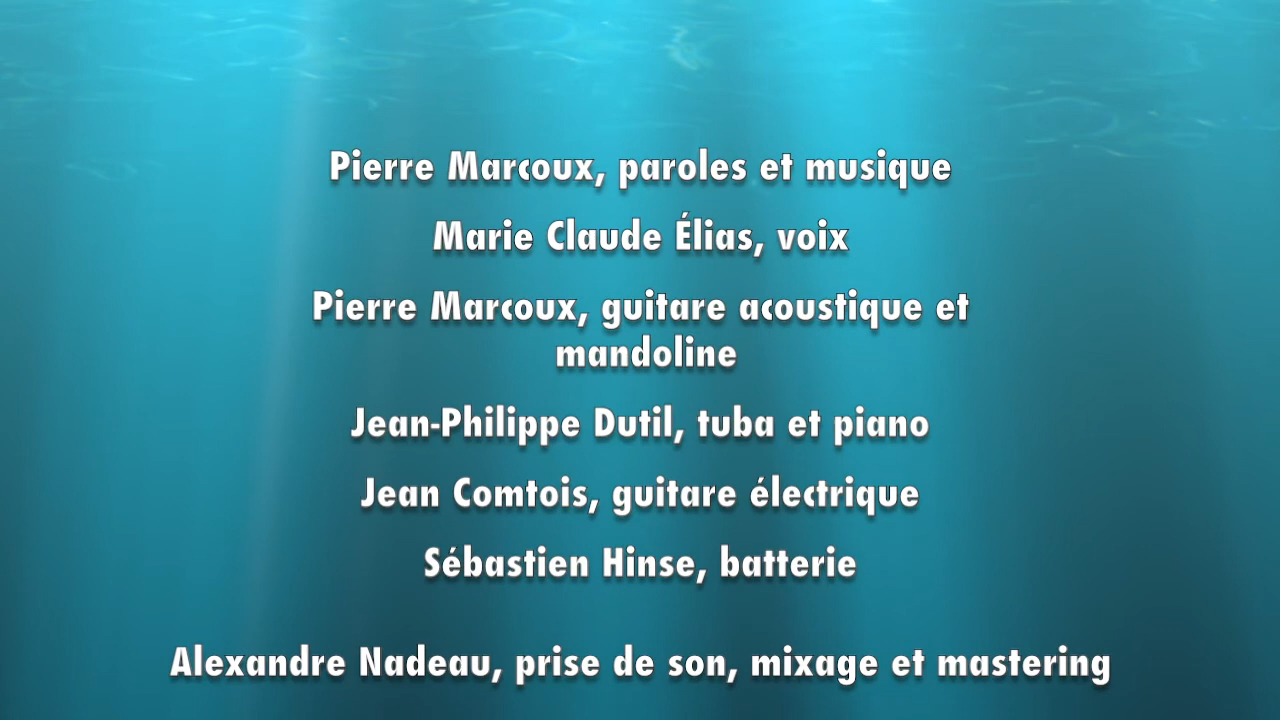 Pierre Marcoux, paroles et musique
Marie Claude Élias, voix
Pierre Marcoux, guitare acoustique et
mandoline
Jean-Philippe Dutil, tuba et piano
Jean Comtois, guitare électrique
Sébastien Hinse, batterie
Alexandre Nadeau, prise de son, mixage et mastering